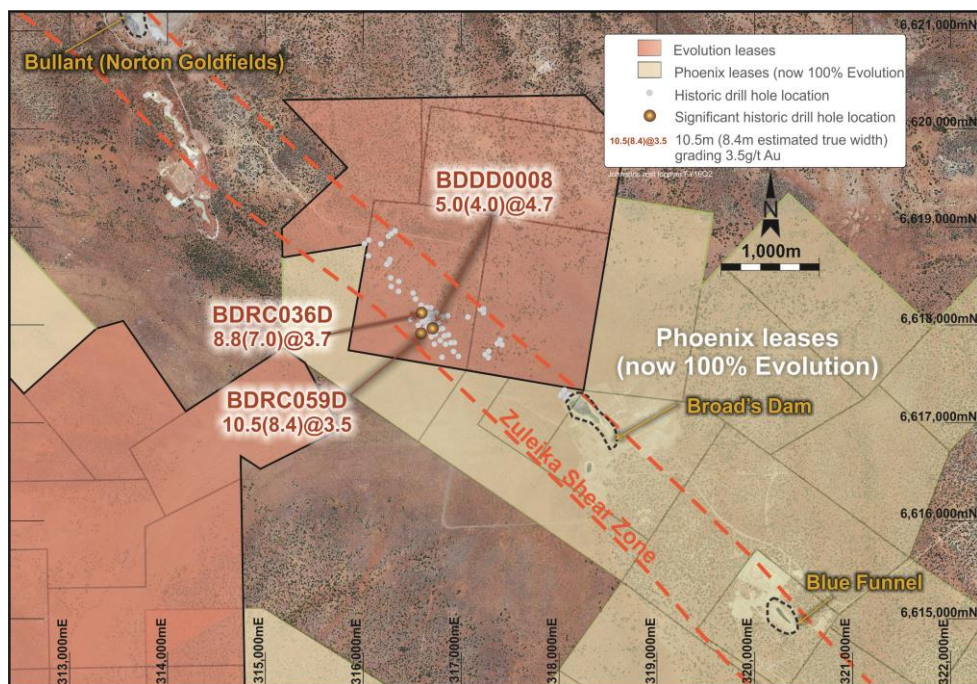 6,621,000mN
Bullant (Norton Goldfields)
Evolution leases
Phoenix leases (now 100% Evolution
Historic drill hole location
Significant historic drill hole location
10.5(8.4)@3.5
10.5m (8.4m estimated true width)
grading 3.5g/t Au
6,620,000mN
BDDD0008
5.0(4.0)@4.7
N
1,000m
6,619,000mN
BDRC036D
8.8(7.0)@3.7
6,618,000mN
Phoenix leases
(now 100% Evolution)
BDRC059D
10.5(8.4)@3.5
Broad's Dam
6,617,000mN
Zuleika Shear Zone
6,616,000mN
Blue Funnel
6,615,000mN
313,000mE
314,000mE
315,000mE
316,000mE
317,000mE
318,000mE
319,000mE
320,000mE
321,000mE
322,000mE